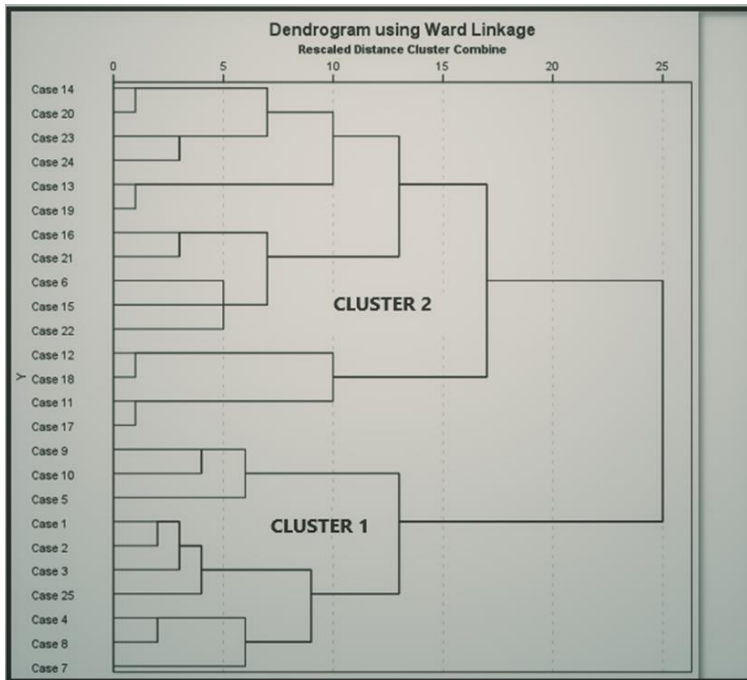 Dendrogram using Ward Linkage
Rescaled Distance Cluster Combine
0 5 10 15 20 25
Case 14
Case 20
Case 23
Case 24
Case 13
Case 19
Case 16
Case 21
Case 6
Case 15
CLUSTER 2
Case 22
Case 12
Y
Case 18
Case 11
Case 17
Case 9
Case 10
Case 5
Case 1
CLUSTER 1
Case 2
Case 3
Case 25
Case 4
Case 8
Case 7